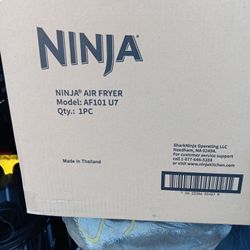 NINJA®
NINJA® AIR FRYER
Model: AF101 U7
Qty.: 1PC
SharkNinja Operating LLC
Needham, MA 02494.
For customer service support
call 1-877-646-5288
or visit www.ninjakitchen.com
Made in Thailand